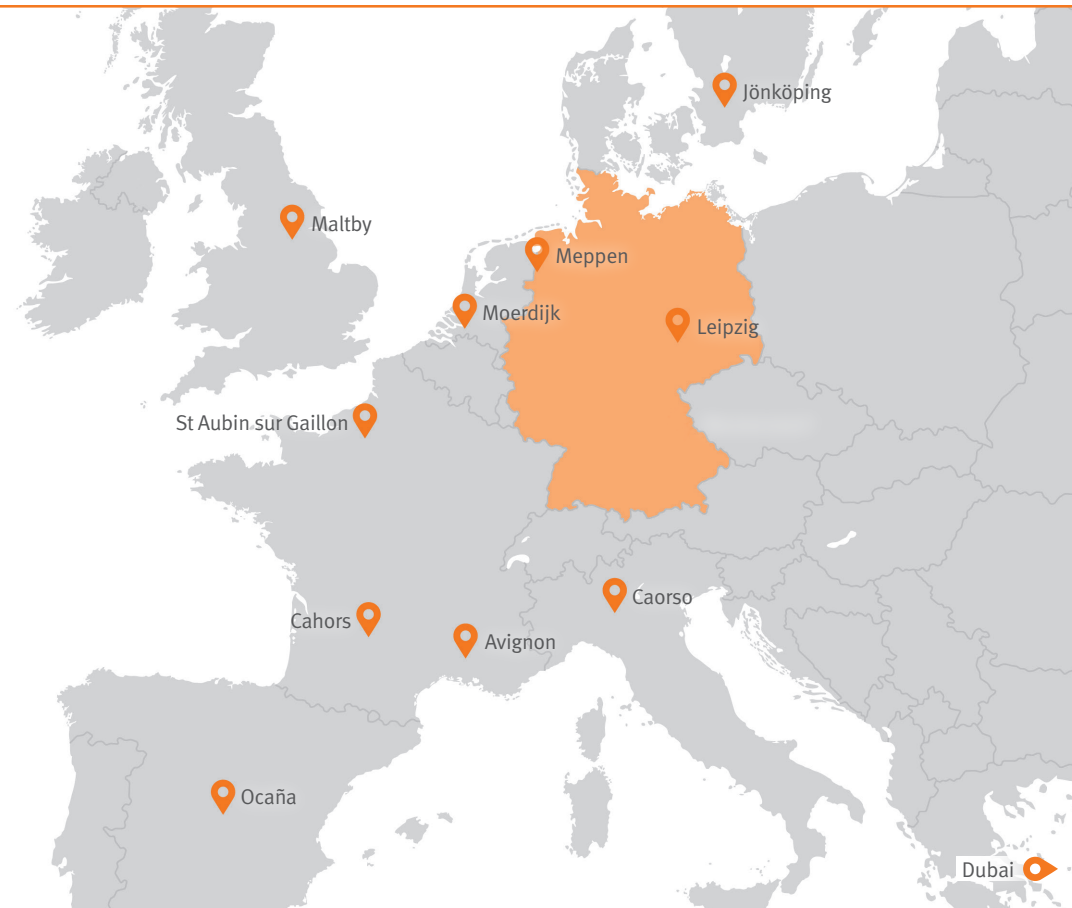 Jönköping
Maltby
Meppen
Moerdijk
Leipzig
St Aubin sur Gaillon
Caorso
Cahors
Avignon
Ocaña
Dubai